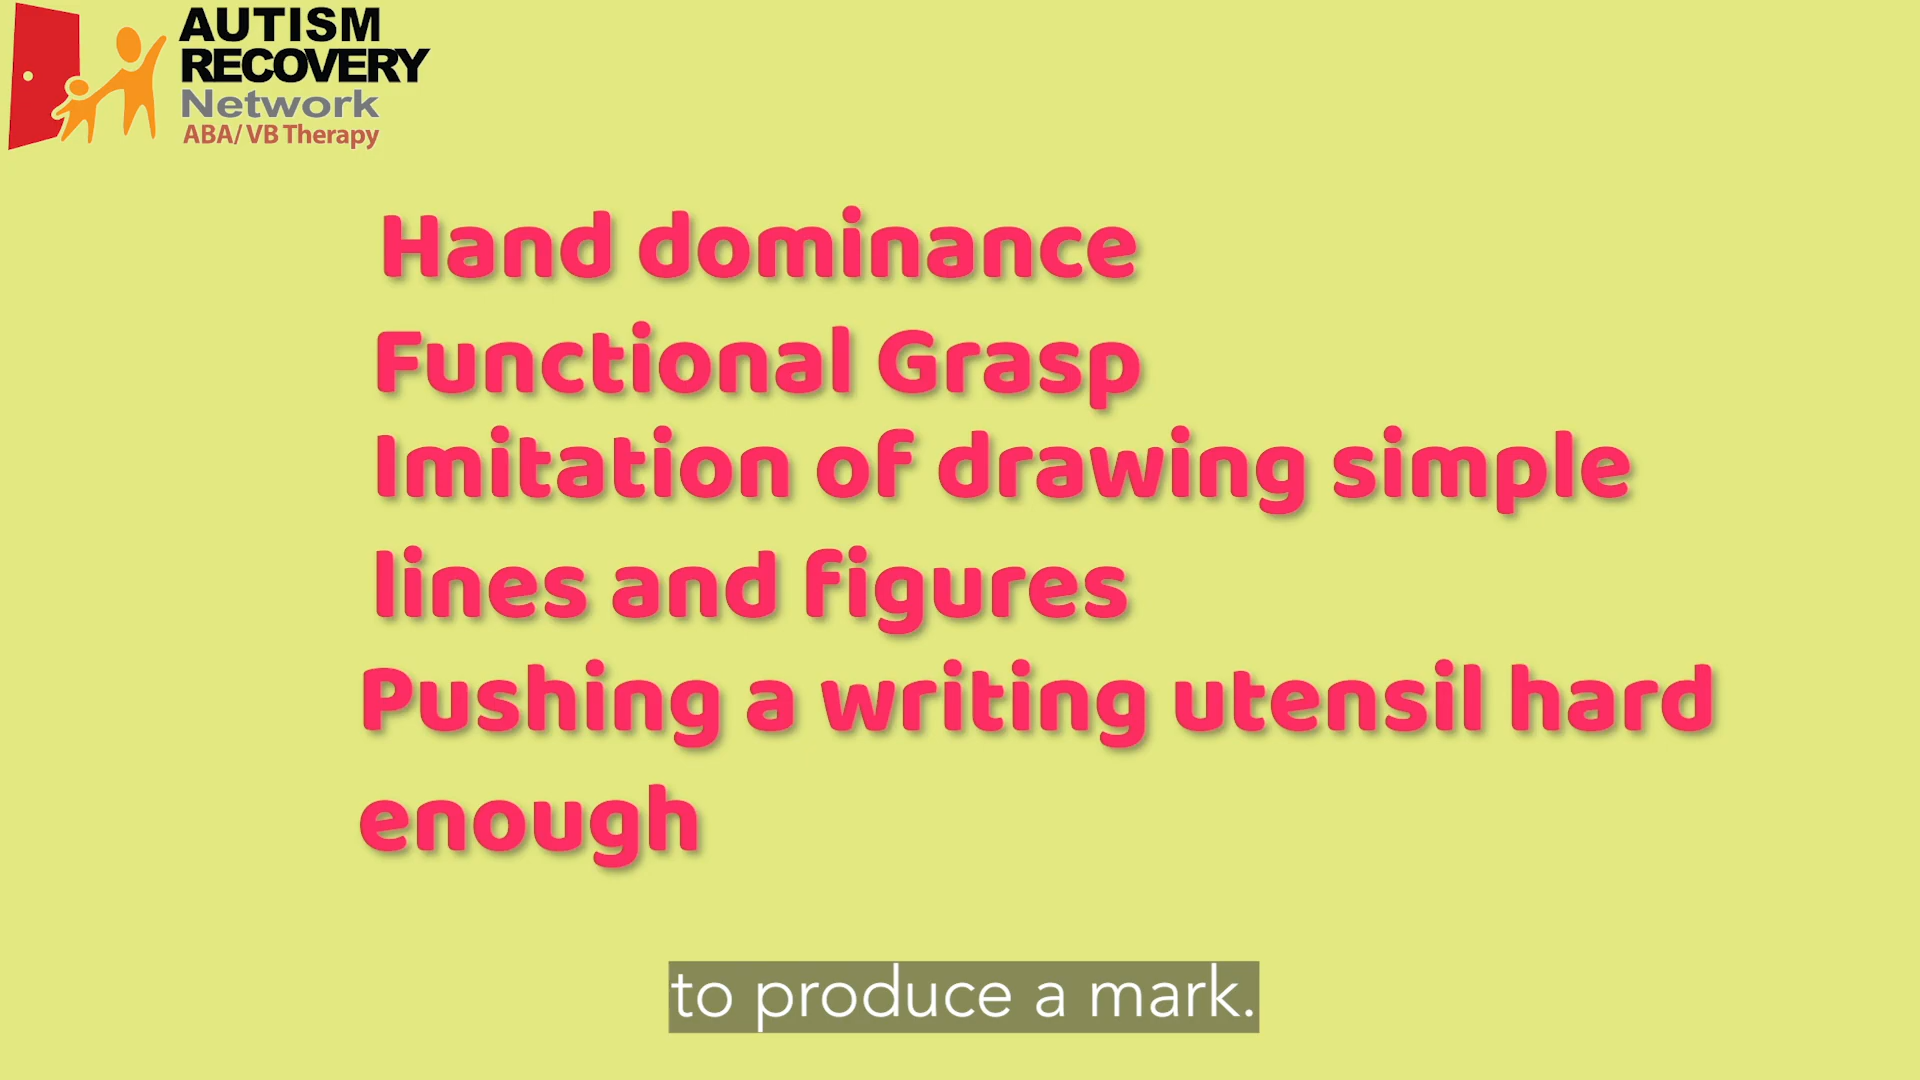 AUTISM
RECOVERY
Network
ABA/VB Therapy
Hand dominance
Functional Grasp
Imitation of drawing simple
lines and figures
Pushing a writing utensil hard
enough
to produce a mark.